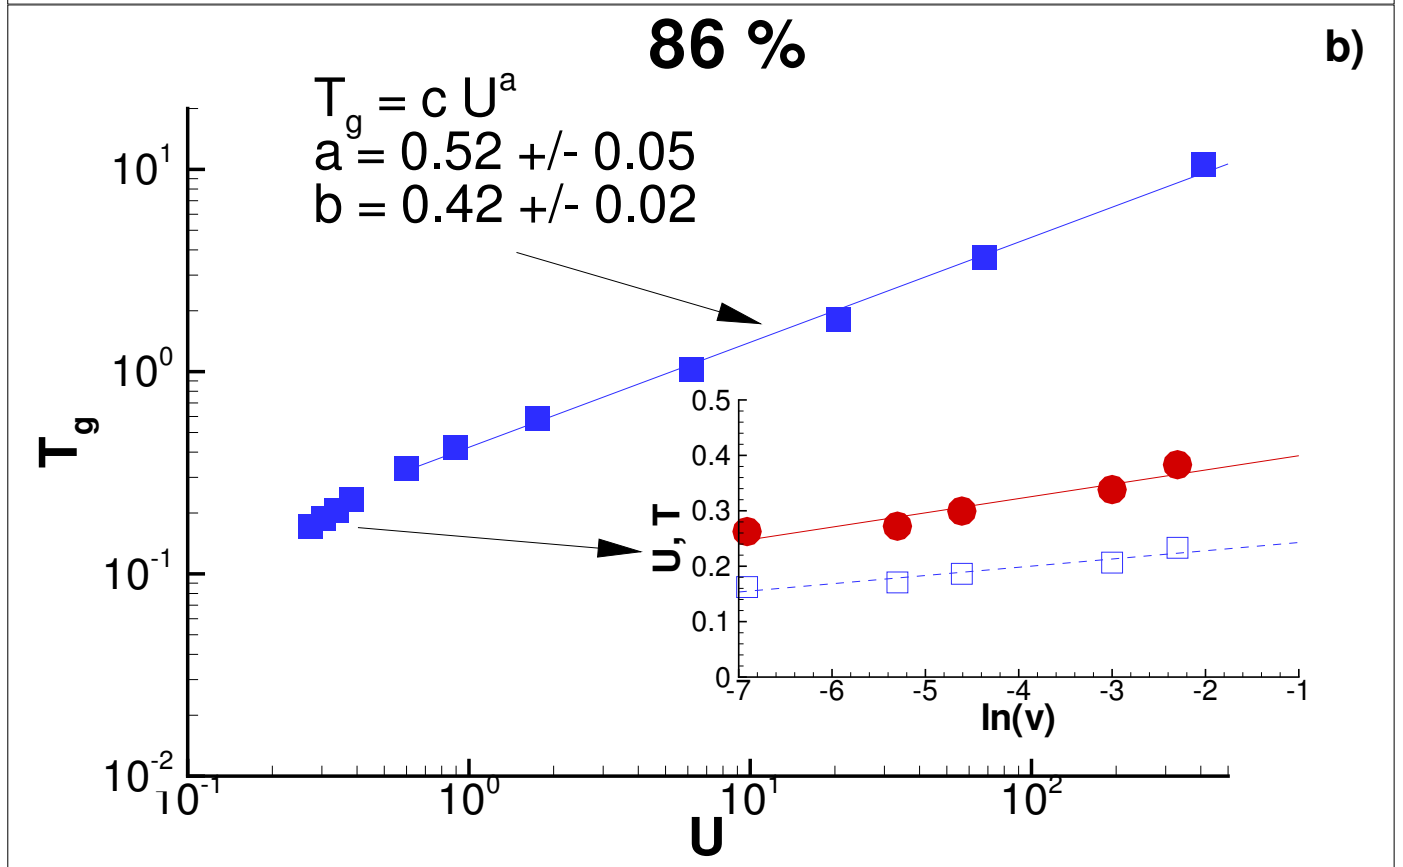 86 %
b)
T_g = c U^a
a = 0.52 +/- 0.05
b = 0.42 +/- 0.02
10^1
10^0
10^-1
10^-2
T_g
10^-1 10^0 10^1 10^2
U
0.5
0.4
0.3
0.2
0.1
0
U, T
-7 -6 -5 -4 -3 -2 -1
ln(v)